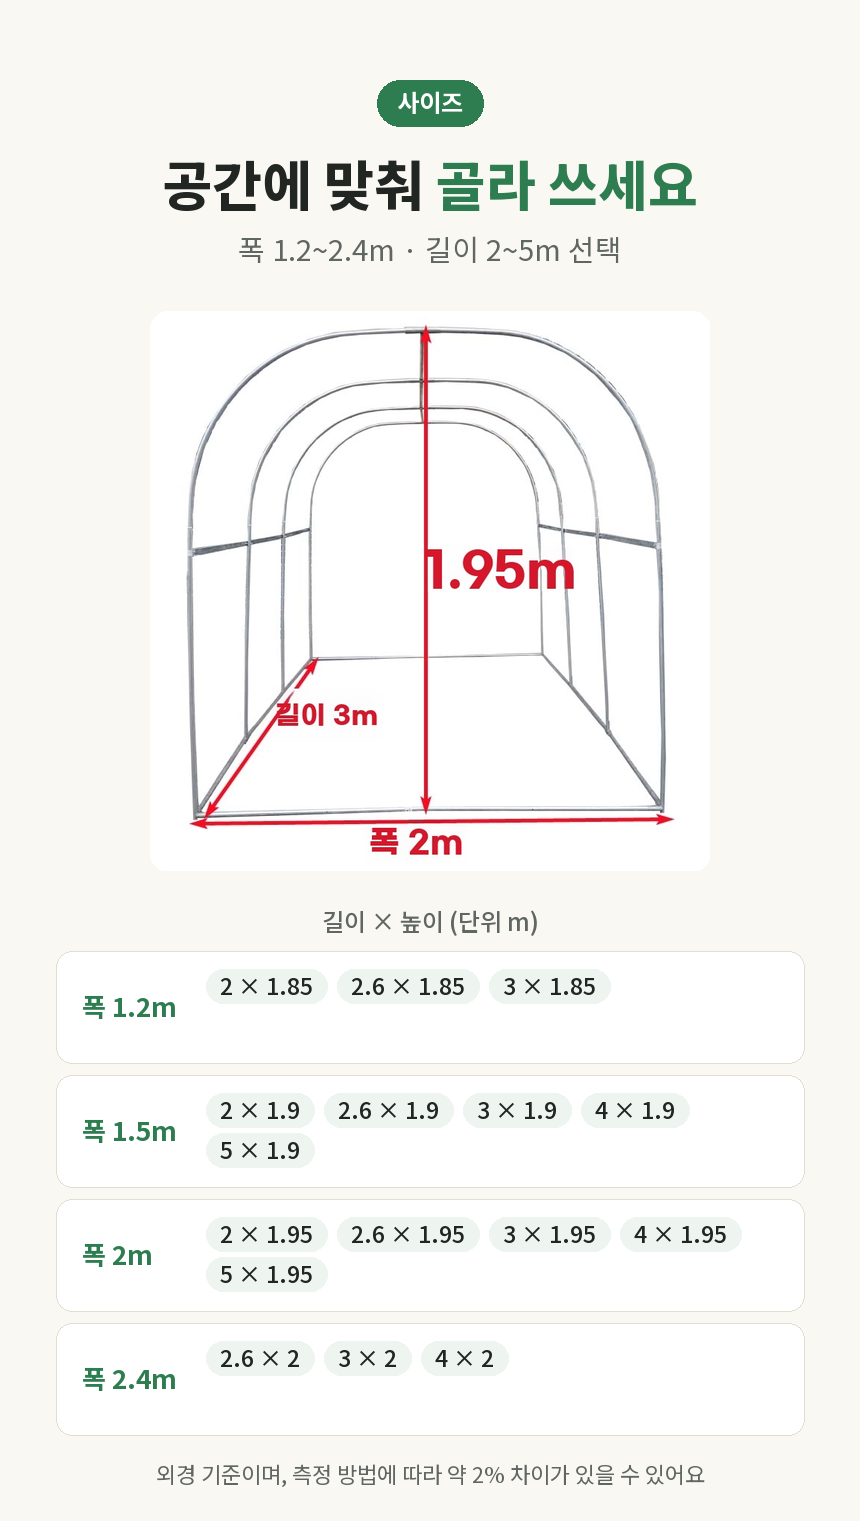 사이즈
공간에 맞춰 골라 쓰세요
폭 1.2~2.4m · 길이 2~5m 선택
1.95m
길이 3m
폭 2m
길이 × 높이 (단위 m)
폭 1.2m
2 × 1.85 2.6 × 1.85 3 × 1.85
폭 1.5m
2 × 1.9 2.6 × 1.9 3 × 1.9 4 × 1.9
5 × 1.9
폭 2m
2 × 1.95 2.6 × 1.95 3 × 1.95 4 × 1.95
5 × 1.95
폭 2.4m
2.6 × 2 3 × 2 4 × 2
외경 기준이며, 측정 방법에 따라 약 2% 차이가 있을 수 있어요